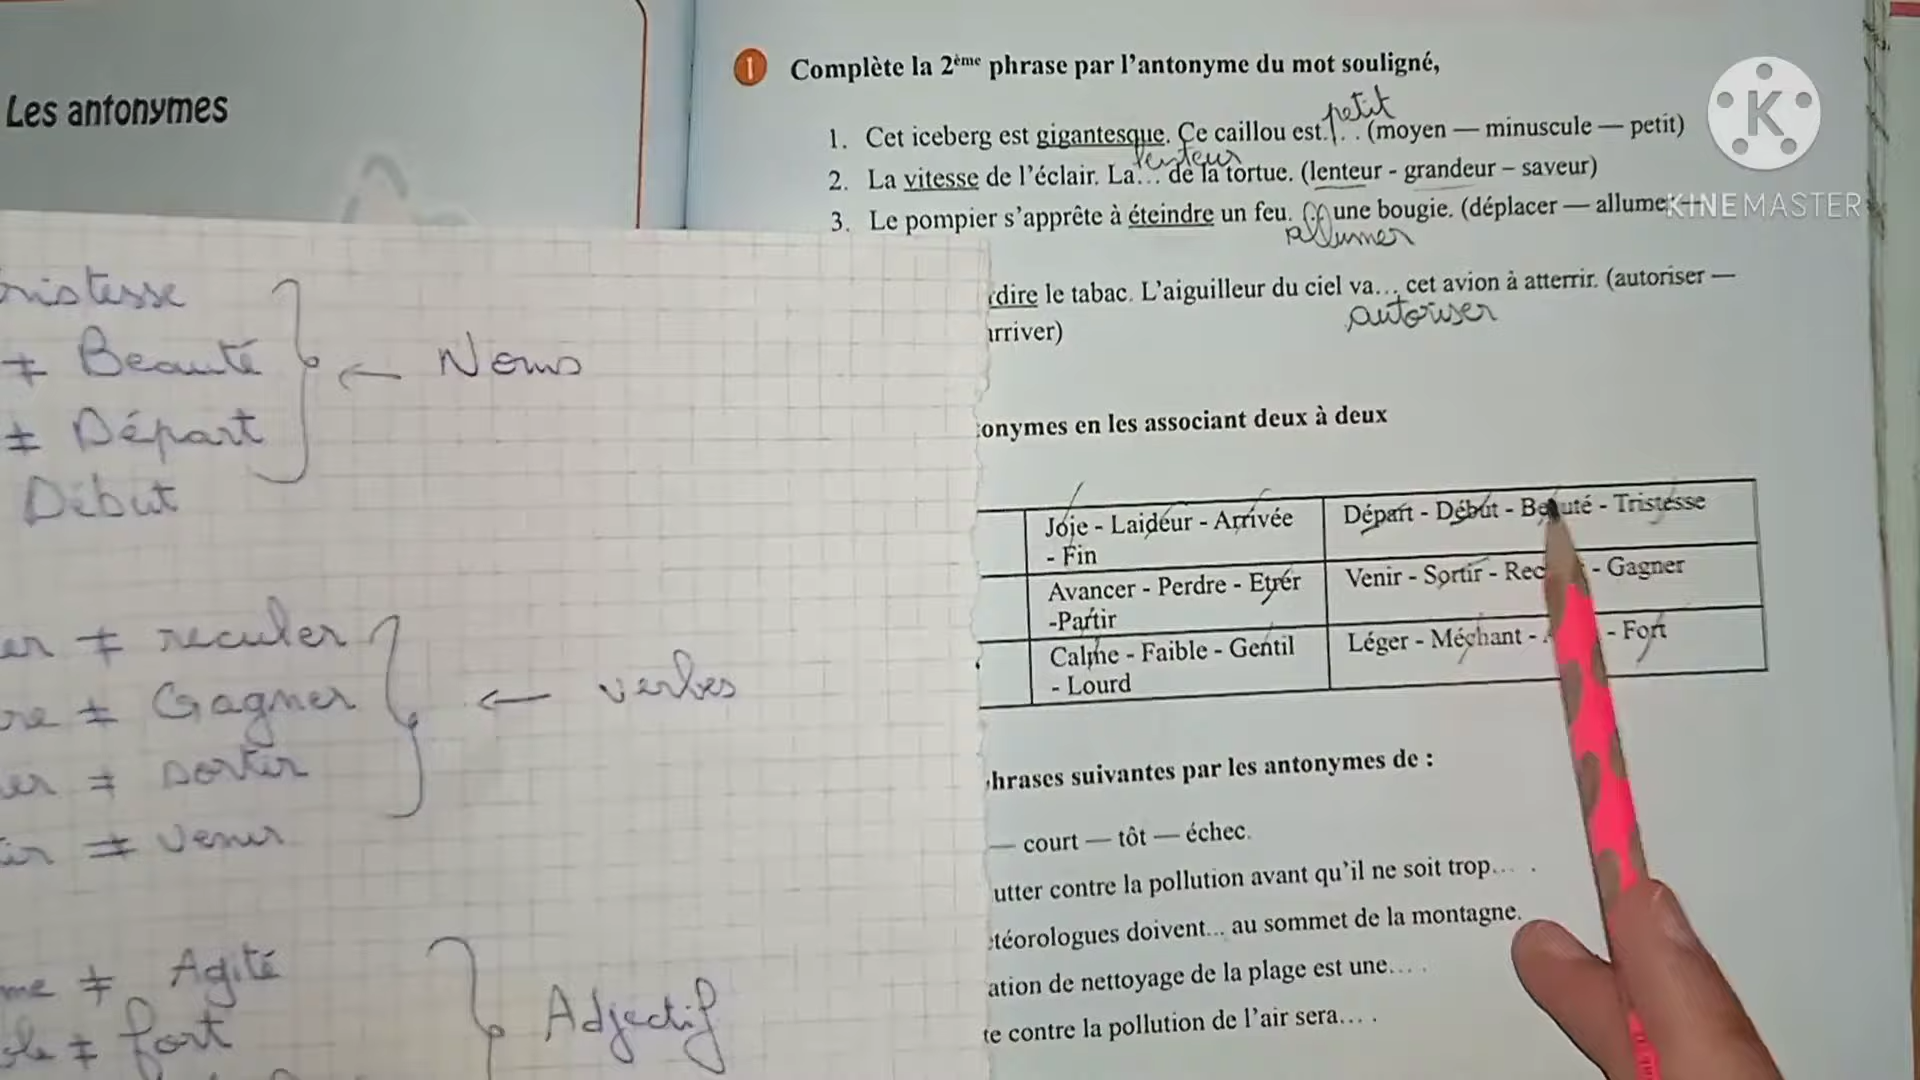 Les antonymes
1 Complète la 2ème phrase par l'antonyme du mot souligné,
petit
1. Cet iceberg est gigantesque. Ce caillou est... (moyen — minuscule — petit)
lenteur
2. La vitesse de l'éclair. La... de la tortue. (lenteur - grandeur – saveur)
3. Le pompier s'apprête à éteindre un feu. une bougie. (déplacer — allumer
allumer
dire le tabac. L'aiguilleur du ciel va... cet avion à atterrir. (autoriser —
autoriser
arriver)
onymes en les associant deux à deux
Joie - Laideur - Arrivée
- Fin
Départ - Début - Beauté - Tristesse
Avancer - Perdre - Etrer
-Partir
Venir - Sortir - Rec - Gagner
Calme - Faible - Gentil
- Lourd
Léger - Méchant - - Fort
hrases suivantes par les antonymes de :
— court — tôt — échec.
utter contre la pollution avant qu'il ne soit trop... .
téorologues doivent... au sommet de la montagne.
ation de nettoyage de la plage est une... .
te contre la pollution de l'air sera... .
ristesse
≠ Beauté ← Noms
≠ Départ
Début
er ≠ reculer
re ≠ Gagner ← verbes
er ≠ sortir
ir ≠ venir
me ≠ Agité
ble ≠ fort
Adjectif
K
KINEMASTER